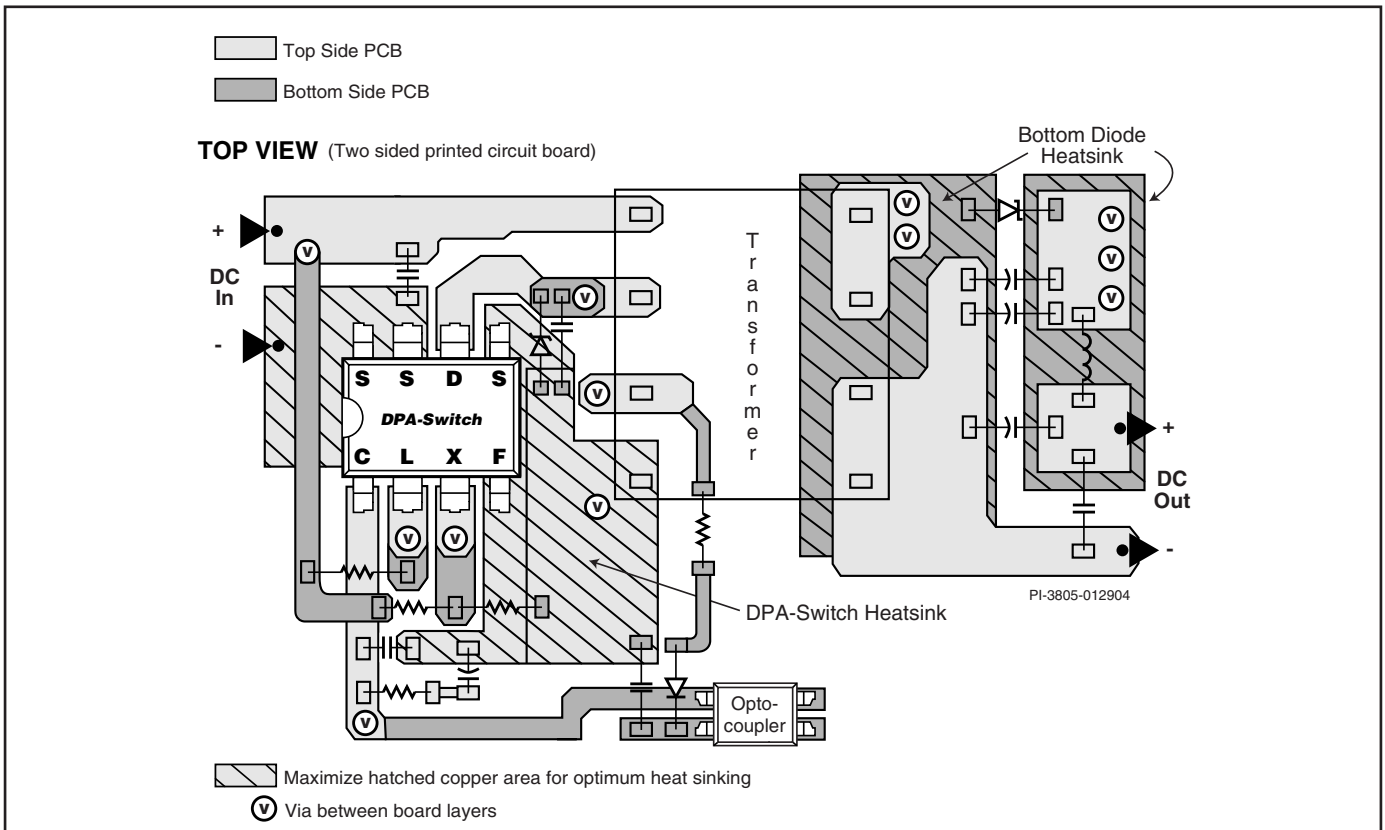 Top Side PCB
Bottom Side PCB
TOP VIEW (Two sided printed circuit board)
Bottom Diode
Heatsink
+
DC
In
-
V
V
V
V
V
V
V
V
Transformer
S S D S
DPA-Switch
C L X F
V
V
V
V
+
DC
Out
-
PI-3805-012904
DPA-Switch Heatsink
Opto-
coupler
V
Maximize hatched copper area for optimum heat sinking
V Via between board layers